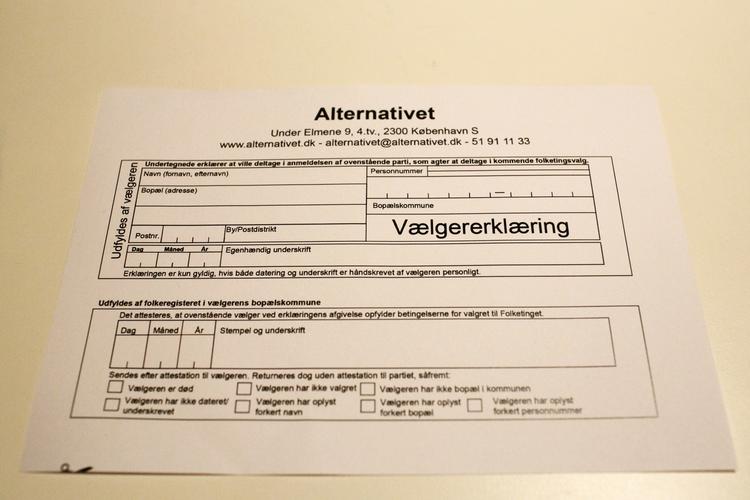 Alternativet
Under Elmene 9, 4.tv., 2300 København S
www.alternativet.dk - alternativet@alternativet.dk - 51 91 11 33
Udfyldes af vælgeren
Undertegnede erklærer at ville deltage i anmeldelsen af ovenstående parti, som agter at deltage i kommende folketingsvalg.
Navn (fornavn, efternavn)
Personnummer
Bopæl (adresse)
Bopælskommune
Postnr.
By/Postdistrikt
Vælgererklæring
Dag Måned År
Egenhændig underskrift
Erklæringen er kun gyldig, hvis både datering og underskrift er håndskrevet af vælgeren personligt.
Udfyldes af folkeregisteret i vælgerens bopælskommune
Det attesteres, at ovenstående vælger ved erklæringens afgivelse opfylder betingelserne for valgret til Folketinget.
Dag Måned År
Stempel og underskrift
Sendes efter attestation til vælgeren. Returneres dog uden attestation til partiet, såfremt:
Vælgeren er død
Vælgeren har ikke valgret
Vælgeren har ikke bopæl i kommunen
Vælgeren har ikke dateret/
underskrevet
Vælgeren har oplyst
forkert navn
Vælgeren har oplyst
forkert bopæl
Vælgeren har oplyst
forkert personnummer